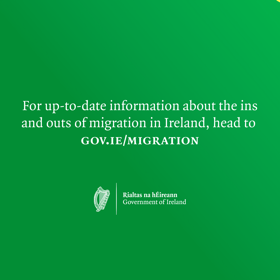 For up-to-date information about the ins
and outs of migration in Ireland, head to
GOV.IE/MIGRATION
Rialtas na hÉireann
Government of Ireland